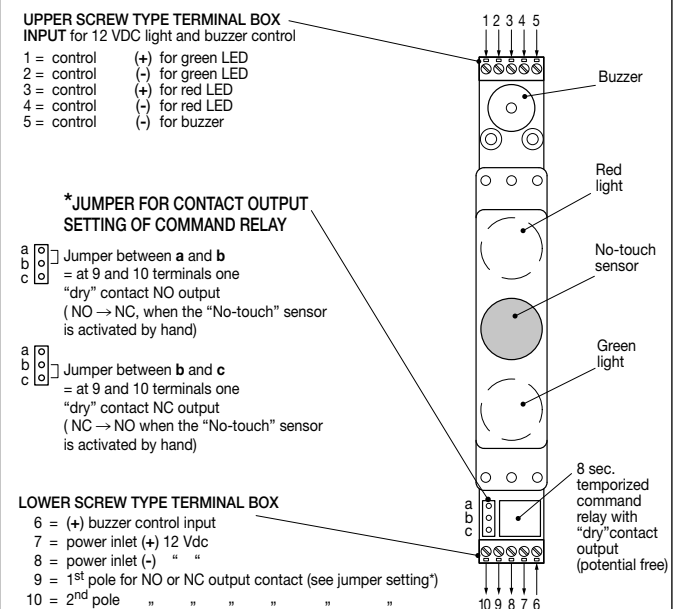 UPPER SCREW TYPE TERMINAL BOX
INPUT for 12 VDC light and buzzer control
1 = control (+) for green LED
2 = control (-) for green LED
3 = control (+) for red LED
4 = control (-) for red LED
5 = control (-) for buzzer
1 2 3 4 5
Buzzer
Red
light
No-touch
sensor
Green
light
*JUMPER FOR CONTACT OUTPUT
SETTING OF COMMAND RELAY
a
b
c
Jumper between a and b
= at 9 and 10 terminals one
“dry” contact NO output
( NO → NC, when the “No-touch” sensor
is activated by hand)
a
b
c
Jumper between b and c
= at 9 and 10 terminals one
“dry” contact NC output
( NC → NO when the “No-touch” sensor
is activated by hand)
8 sec.
temporized
command
relay with
“dry”contact
output
(potential free)
a
b
c
LOWER SCREW TYPE TERMINAL BOX
6 = (+) buzzer control input
7 = power inlet (+) 12 Vdc
8 = power inlet (-) “ “
9 = 1st pole for NO or NC output contact (see jumper setting*)
10 = 2nd pole „ „ „ „ „ „
10 9 8 7 6